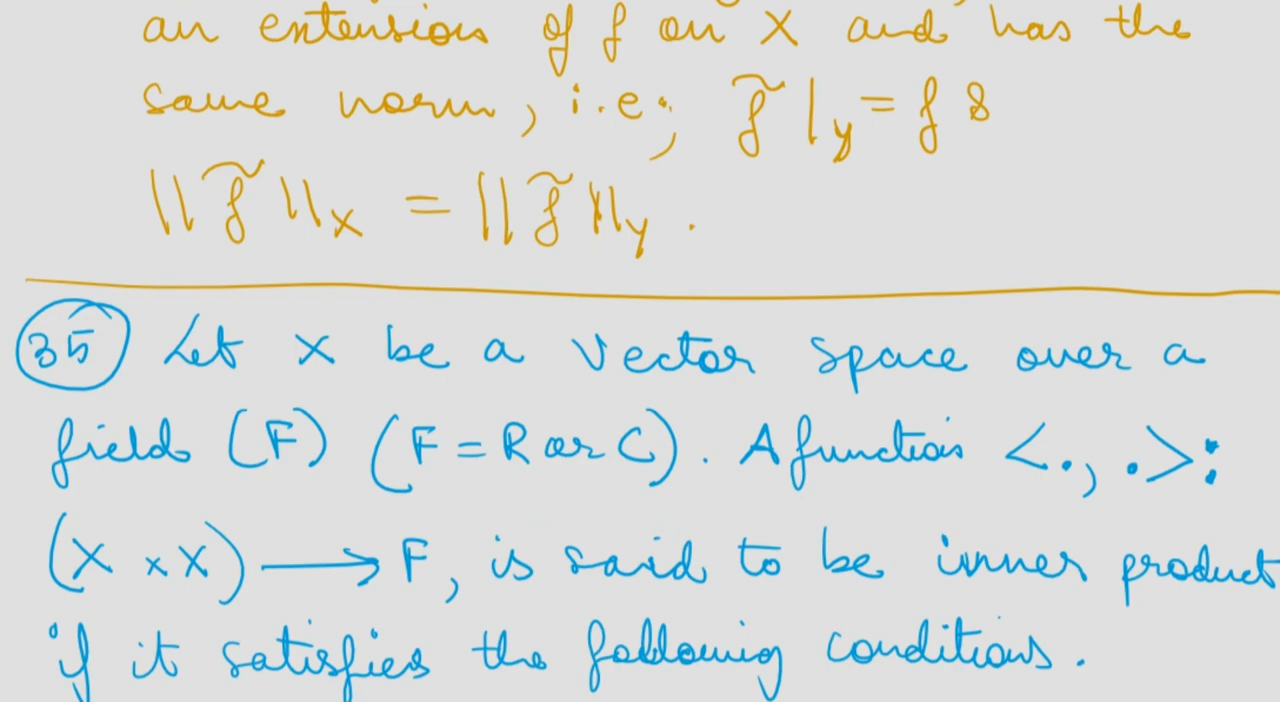 an extension of f on X and has the
same norm, i.e; f̃|y = f &
||f̃||x = ||f̃||y .
(35) Let X be a vector space over a
field (F) (F = R or C). A function <., .>:
(X x X) ⟶ F, is said to be inner product
if it satisfies the following conditions.